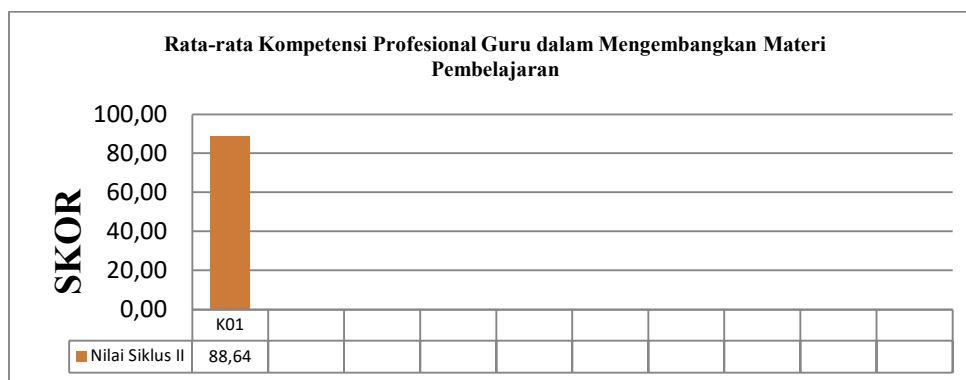 Rata-rata Kompetensi Profesional Guru dalam Mengembangkan Materi
Pembelajaran
SKOR
100,00
80,00
60,00
40,00
20,00
0,00
K01
Nilai Siklus II 88,64